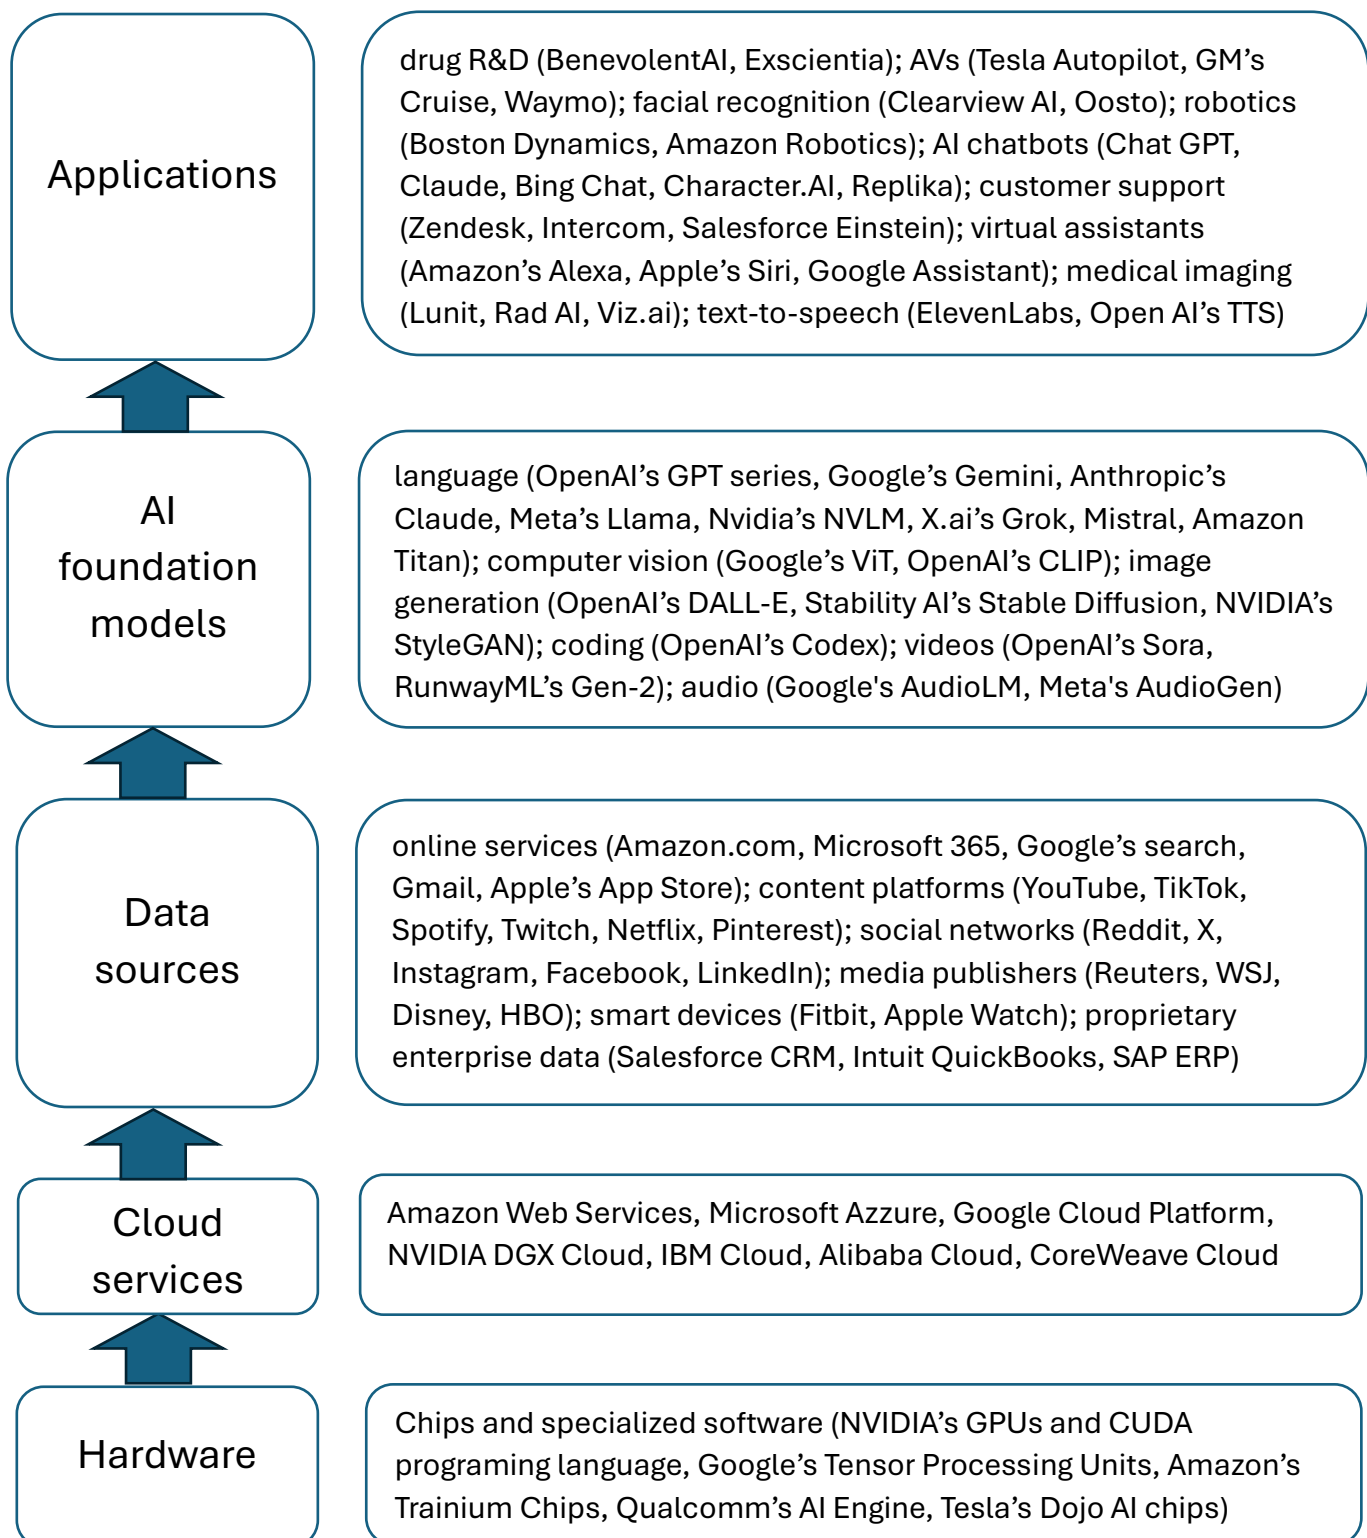 Applications
drug R&D (BenevolentAI, Exscientia); AVs (Tesla Autopilot, GM’s
Cruise, Waymo); facial recognition (Clearview AI, Oosto); robotics
(Boston Dynamics, Amazon Robotics); AI chatbots (Chat GPT,
Claude, Bing Chat, Character.AI, Replika); customer support
(Zendesk, Intercom, Salesforce Einstein); virtual assistants
(Amazon’s Alexa, Apple’s Siri, Google Assistant); medical imaging
(Lunit, Rad AI, Viz.ai); text-to-speech (ElevenLabs, Open AI’s TTS)
AI
foundation
models
language (OpenAI’s GPT series, Google’s Gemini, Anthropic’s
Claude, Meta’s Llama, Nvidia’s NVLM, X.ai’s Grok, Mistral, Amazon
Titan); computer vision (Google’s ViT, OpenAI’s CLIP); image
generation (OpenAI’s DALL-E, Stability AI’s Stable Diffusion, NVIDIA’s
StyleGAN); coding (OpenAI’s Codex); videos (OpenAI’s Sora,
RunwayML’s Gen-2); audio (Google's AudioLM, Meta's AudioGen)
Data
sources
online services (Amazon.com, Microsoft 365, Google’s search,
Gmail, Apple’s App Store); content platforms (YouTube, TikTok,
Spotify, Twitch, Netflix, Pinterest); social networks (Reddit, X,
Instagram, Facebook, LinkedIn); media publishers (Reuters, WSJ,
Disney, HBO); smart devices (Fitbit, Apple Watch); proprietary
enterprise data (Salesforce CRM, Intuit QuickBooks, SAP ERP)
Cloud
services
Amazon Web Services, Microsoft Azzure, Google Cloud Platform,
NVIDIA DGX Cloud, IBM Cloud, Alibaba Cloud, CoreWeave Cloud
Hardware
Chips and specialized software (NVIDIA’s GPUs and CUDA
programing language, Google’s Tensor Processing Units, Amazon’s
Trainium Chips, Qualcomm’s AI Engine, Tesla’s Dojo AI chips)